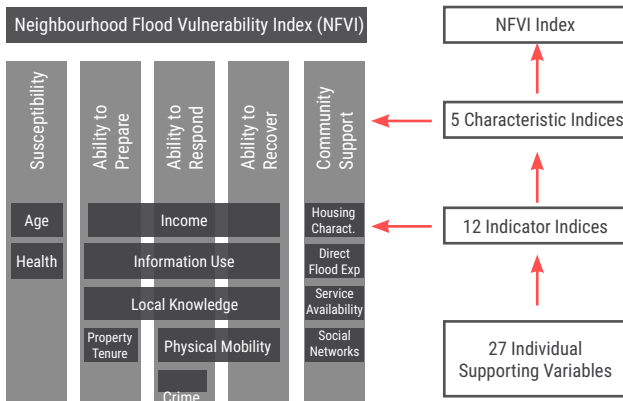 Neighbourhood Flood Vulnerability Index (NFVI)
Susceptibility
Ability to
Prepare
Ability to
Respond
Ability to
Recover
Community
Support
Age
Income
Housing
Charact.
Health
Information Use
Direct
Flood Exp
Local Knowledge
Service
Availability
Property
Tenure
Physical Mobility
Social
Networks
Crime
NFVI Index
5 Characteristic Indices
12 Indicator Indices
27 Individual
Supporting Variables